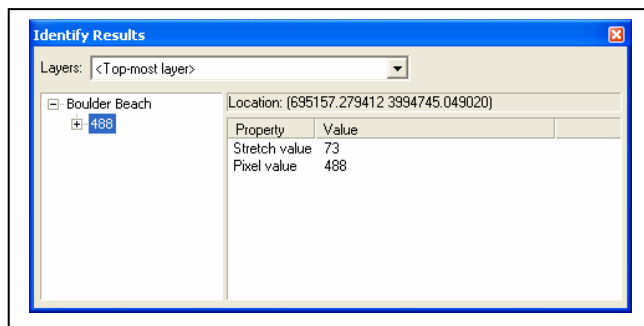 Identify Results
Layers: <Top-most layer>
Boulder Beach
488
Location: (695157.279412 3994745.049020)
Property Value
Stretch value 73
Pixel value 488